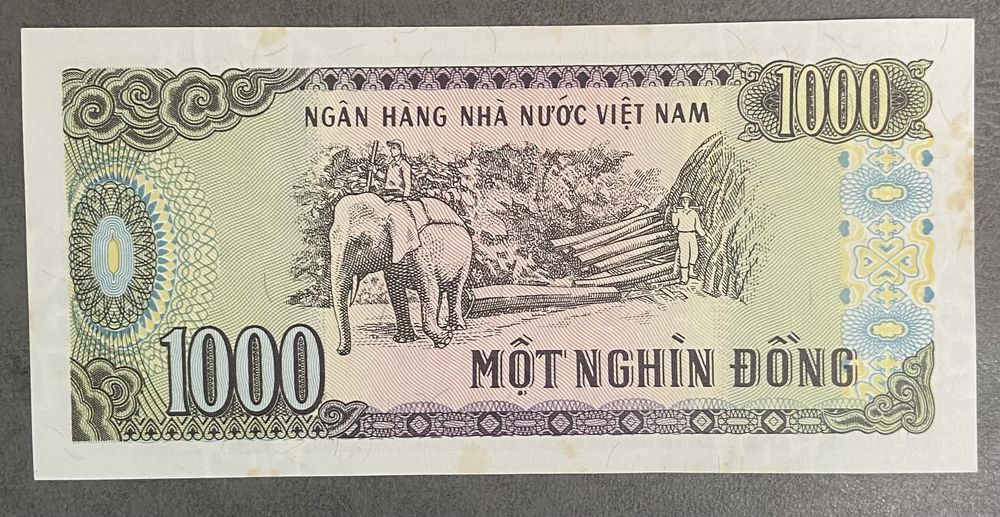 1000
NGÂN HÀNG NHÀ NƯỚC VIỆT NAM
1000
MỘT NGHÌN ĐỒNG